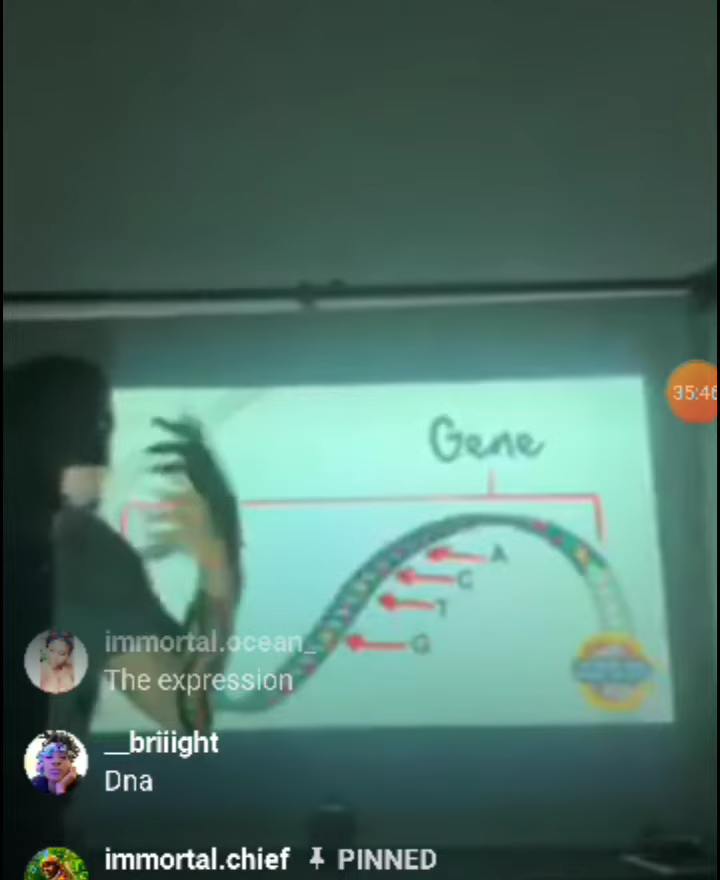 35:46
Gene
A
C
T
G
immortal.ocean_
The expression
__briiight
Dna
immortal.chief PINNED